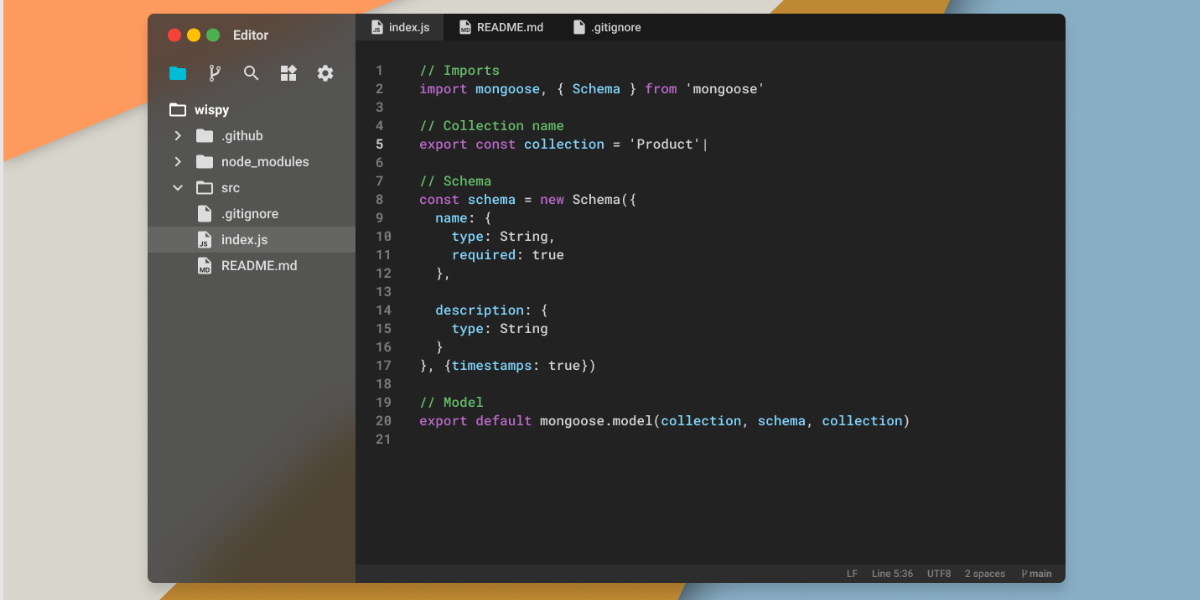 Editor
wispy
.github
node_modules
src
.gitignore
index.js
README.md
index.js README.md .gitignore
1 // Imports
2 import mongoose, { Schema } from 'mongoose'
3
4 // Collection name
5 export const collection = 'Product'|
6
7 // Schema
8 const schema = new Schema({
9   name: {
10     type: String,
11     required: true
12   },
13
14   description: {
15     type: String
16   }
17 }, {timestamps: true})
18
19 // Model
20 export default mongoose.model(collection, schema, collection)
21
LF Line 5:36 UTF8 2 spaces main